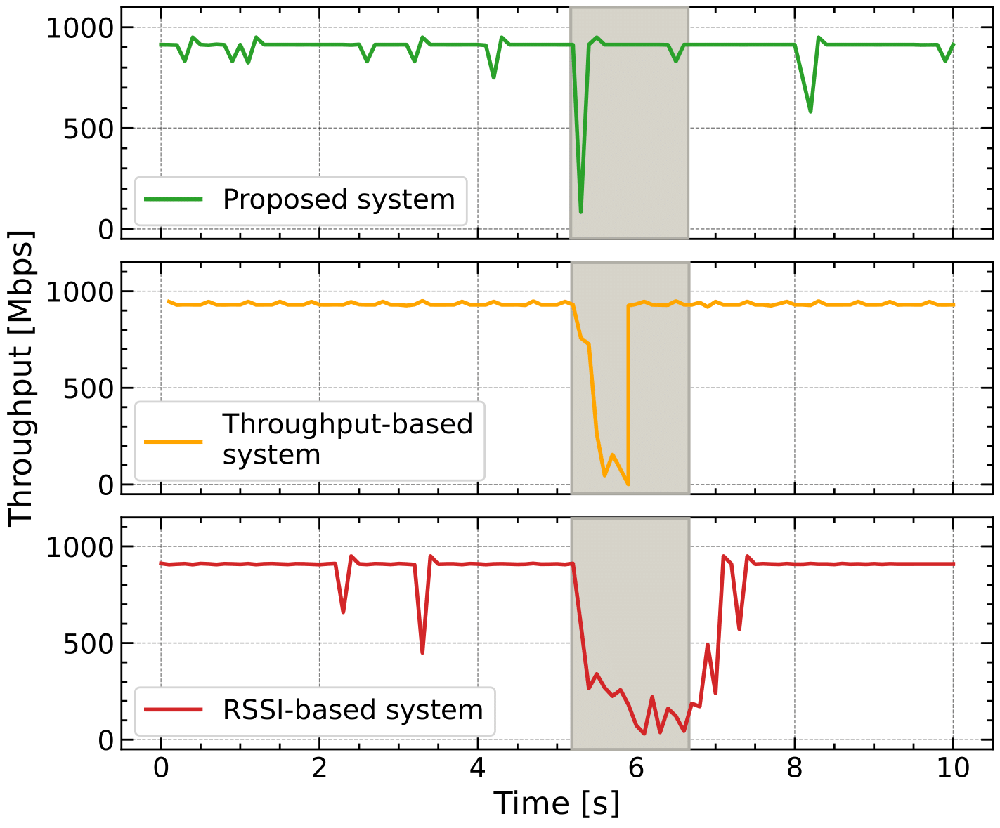 Throughput [Mbps]
1000
500
0
Proposed system
1000
500
0
Throughput-based
system
1000
500
0
RSSI-based system
0 2 4 6 8 10
Time [s]